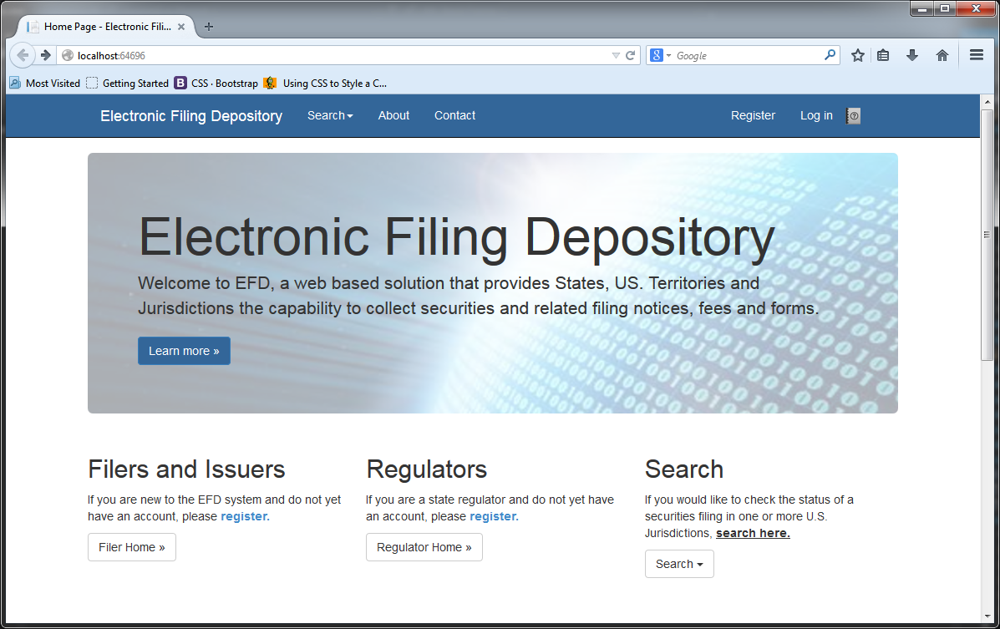 Home Page - Electronic Fili...
localhost:64696
Google
Most Visited Getting Started B CSS · Bootstrap Using CSS to Style a C...
Electronic Filing Depository Search About Contact Register Log in
Electronic Filing Depository
Welcome to EFD, a web based solution that provides States, US. Territories and
Jurisdictions the capability to collect securities and related filing notices, fees and forms.
Learn more »
Filers and Issuers
If you are new to the EFD system and do not yet
have an account, please register.
Filer Home »
Regulators
If you are a state regulator and do not yet have
an account, please register.
Regulator Home »
Search
If you would like to check the status of a
securities filing in one or more U.S.
Jurisdictions, search here.
Search